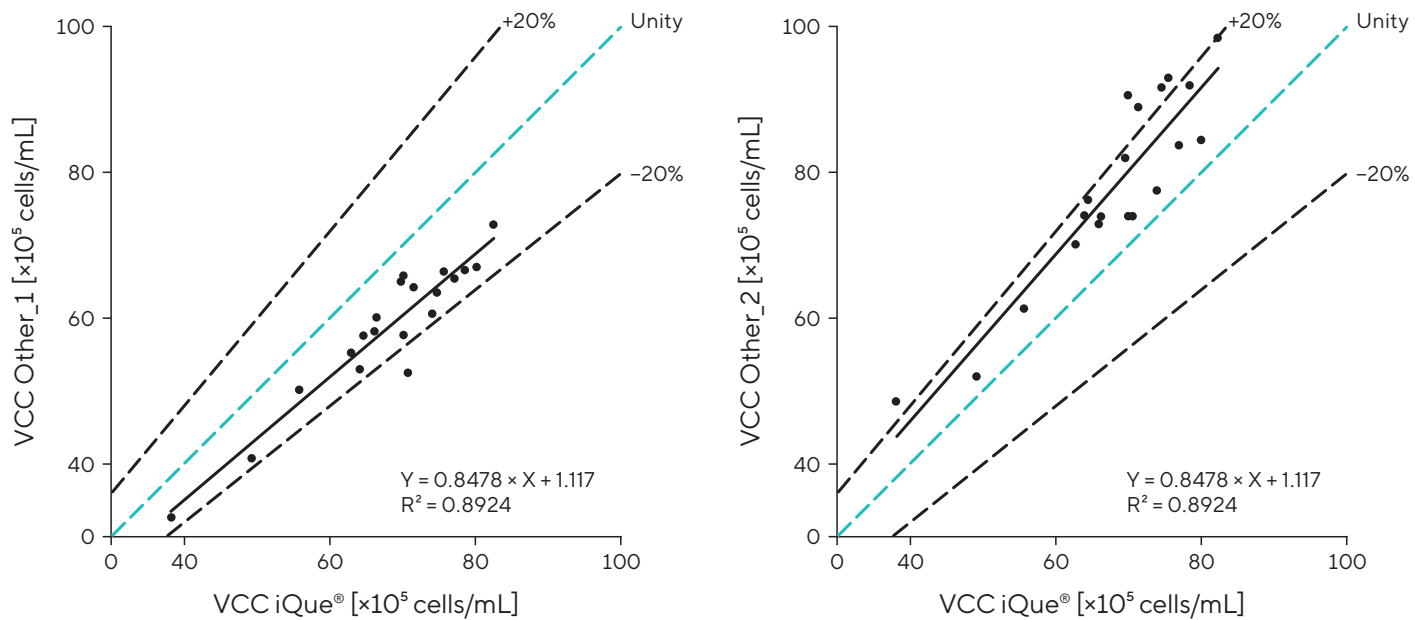 100
80
60
40
0
VCC Other_1 [×10⁵ cells/mL]
+20%
Unity
−20%
Y = 0.8478 × X + 1.117
R² = 0.8924
0 40 60 80 100
VCC iQue® [×10⁵ cells/mL]
100
80
60
40
0
VCC Other_2 [×10⁵ cells/mL]
+20%
Unity
−20%
Y = 0.8478 × X + 1.117
R² = 0.8924
0 40 60 80 100
VCC iQue® [×10⁵ cells/mL]